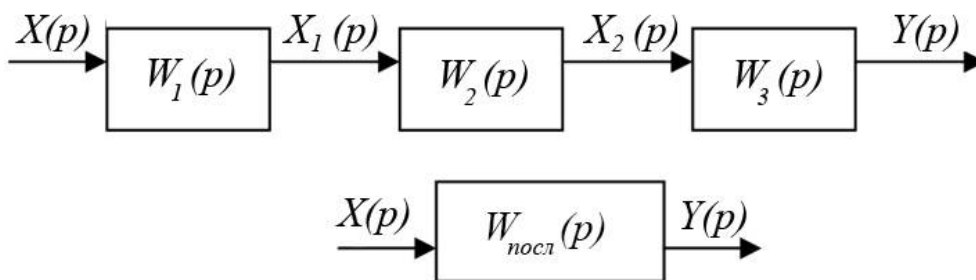 X(p) X₁(p) X₂(p) Y(p)
W₁(p) W₂(p) W₃(p)
X(p) Y(p)
Wпосл(p)